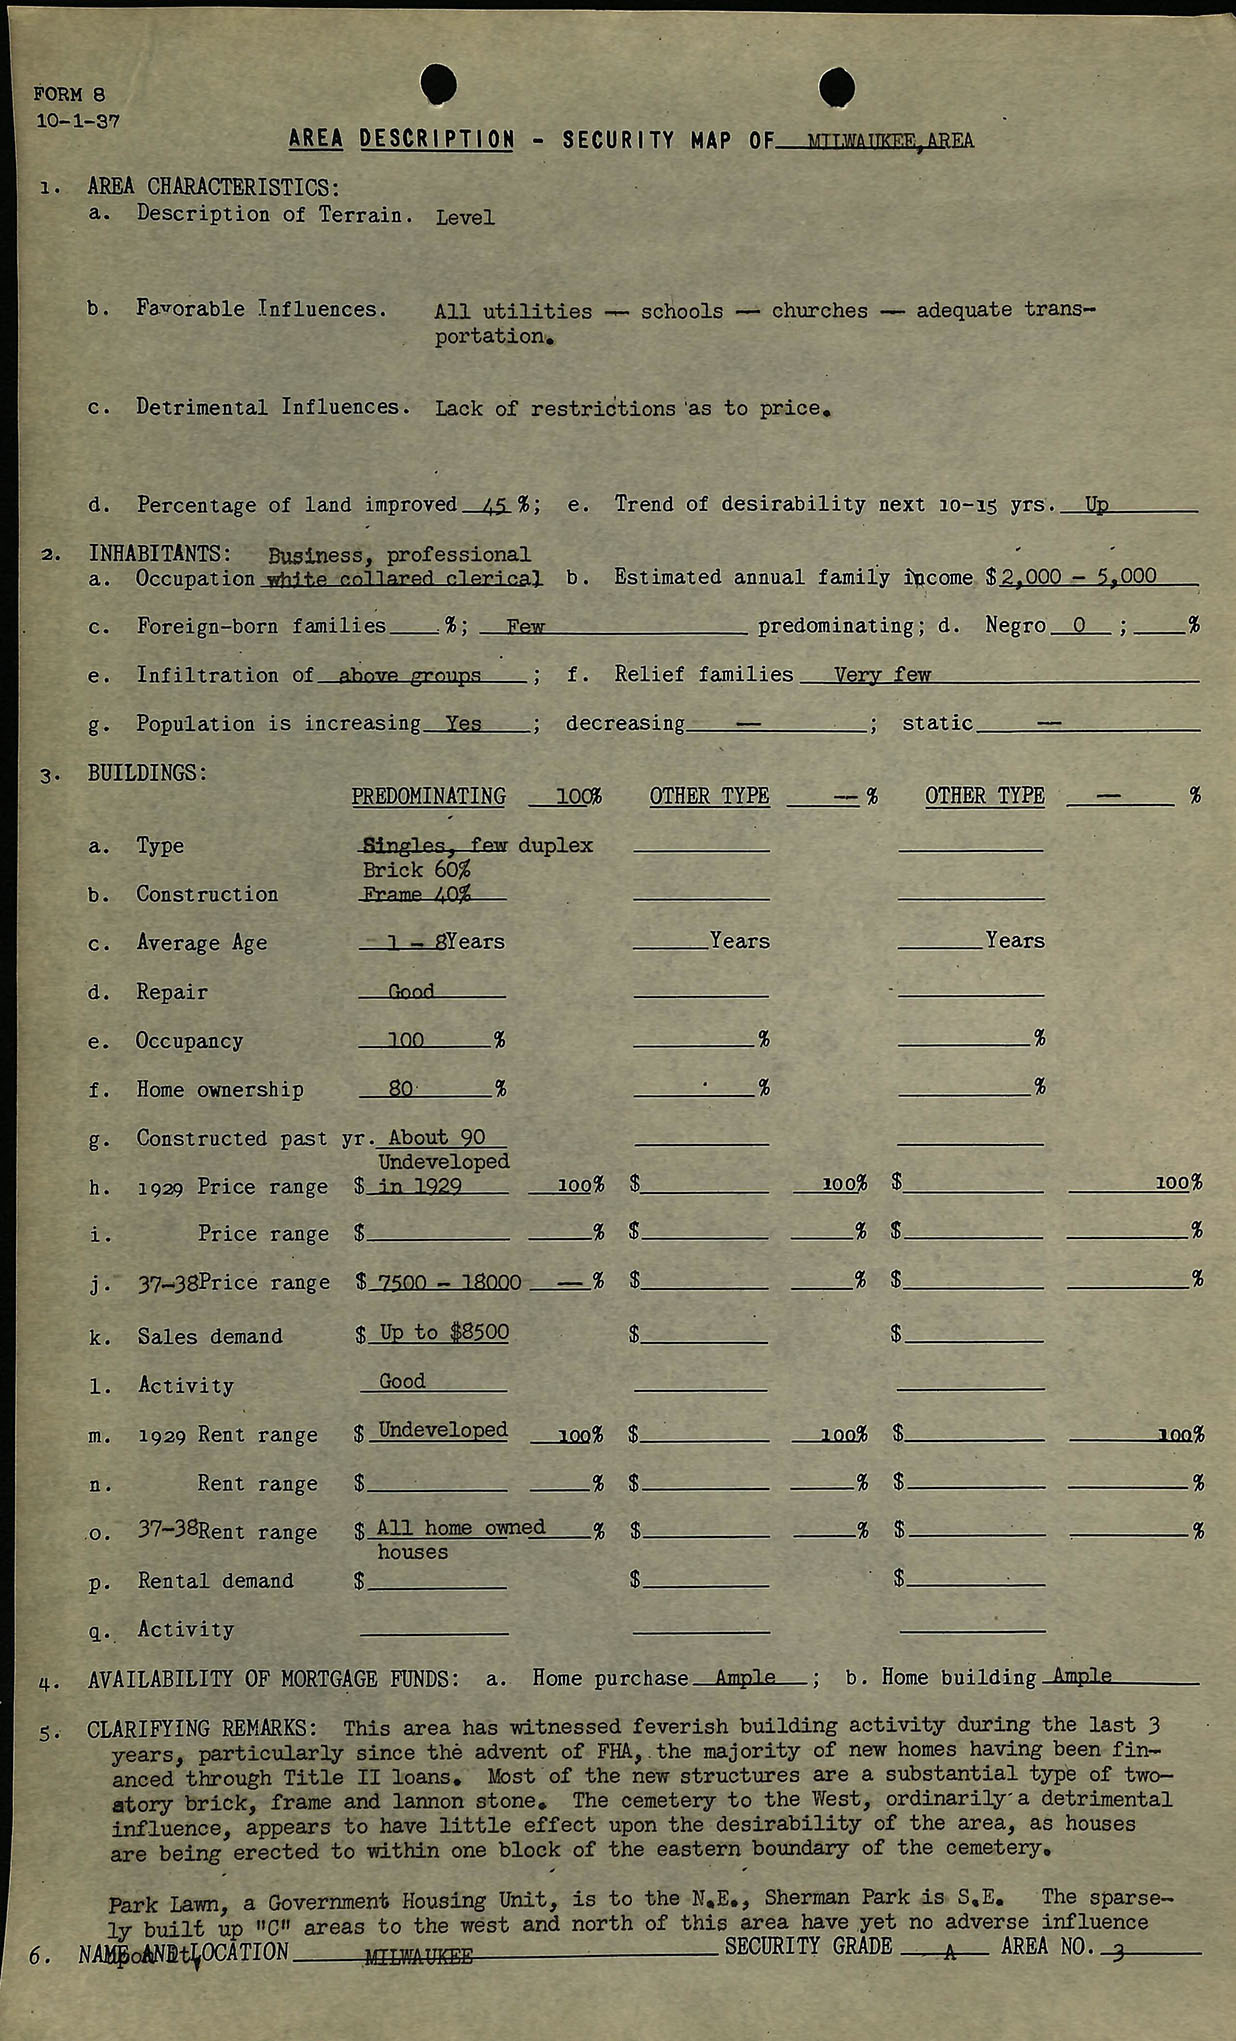 FORM 8
10-1-37
AREA DESCRIPTION - SECURITY MAP OF MILWAUKEE, AREA
1. AREA CHARACTERISTICS:
a. Description of Terrain. Level
b. Favorable Influences. All utilities — schools — churches — adequate trans-
portation.
c. Detrimental Influences. Lack of restrictions as to price.
d. Percentage of land improved 45 %; e. Trend of desirability next 10-15 yrs. Up
2. INHABITANTS: Business, professional
a. Occupation white collared clerical b. Estimated annual family income $ 2,000 - 5,000
c. Foreign-born families %; Few predominating; d. Negro 0 ; %
e. Infiltration of above groups ; f. Relief families Very few
g. Population is increasing Yes ; decreasing — ; static —
3. BUILDINGS:
PREDOMINATING 100% OTHER TYPE — % OTHER TYPE — %
a. Type Singles, few duplex
Brick 60%
b. Construction Frame 40%
c. Average Age 1 - 8 Years Years Years
d. Repair Good
e. Occupancy 100 % % %
f. Home ownership 80 % % %
g. Constructed past yr. About 90
Undeveloped
h. 1929 Price range $ in 1929 100% $ 100% $ 100%
i. Price range $ % $ % $ %
j. 37-38 Price range $ 7500 - 18000 — % $ % $ %
k. Sales demand $ Up to $8500 $ $
l. Activity Good
m. 1929 Rent range $ Undeveloped 100% $ 100% $ 100%
n. Rent range $ % $ % $ %
o. 37-38 Rent range $ All home owned % $ % $ %
houses
p. Rental demand $ $ $
q. Activity
4. AVAILABILITY OF MORTGAGE FUNDS: a. Home purchase Ample ; b. Home building Ample
5. CLARIFYING REMARKS: This area has witnessed feverish building activity during the last 3
years, particularly since the advent of FHA, the majority of new homes having been fin-
anced through Title II loans. Most of the new structures are a substantial type of two-
story brick, frame and lannon stone. The cemetery to the West, ordinarily a detrimental
influence, appears to have little effect upon the desirability of the area, as houses
are being erected to within one block of the eastern boundary of the cemetery.
Park Lawn, a Government Housing Unit, is to the N.E., Sherman Park is S.E. The sparse-
ly built up "C" areas to the west and north of this area have yet no adverse influence
upon it.
6. NAME AND LOCATION MILWAUKEE SECURITY GRADE A AREA NO. 3